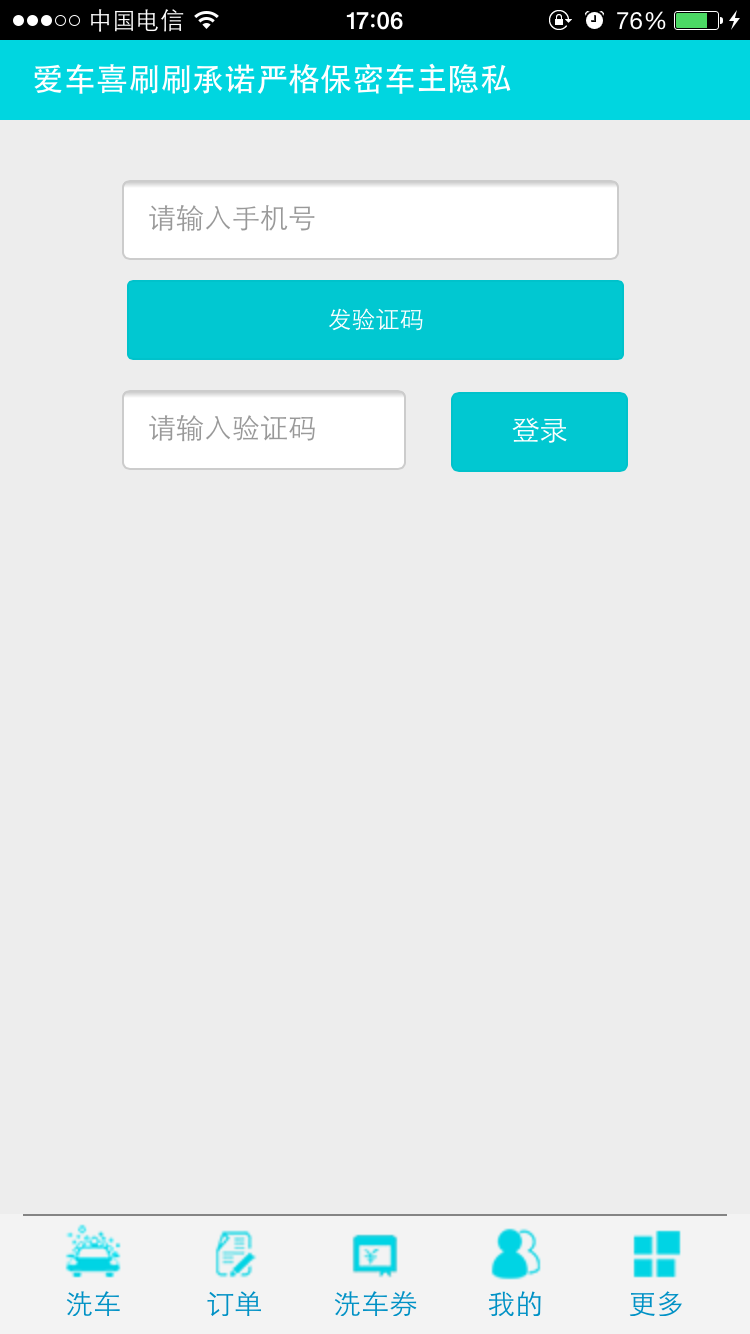 中国电信 17:06 76%
爱车喜刷刷承诺严格保密车主隐私
请输入手机号
发验证码
请输入验证码 登录
¥
洗车 订单 洗车券 我的 更多